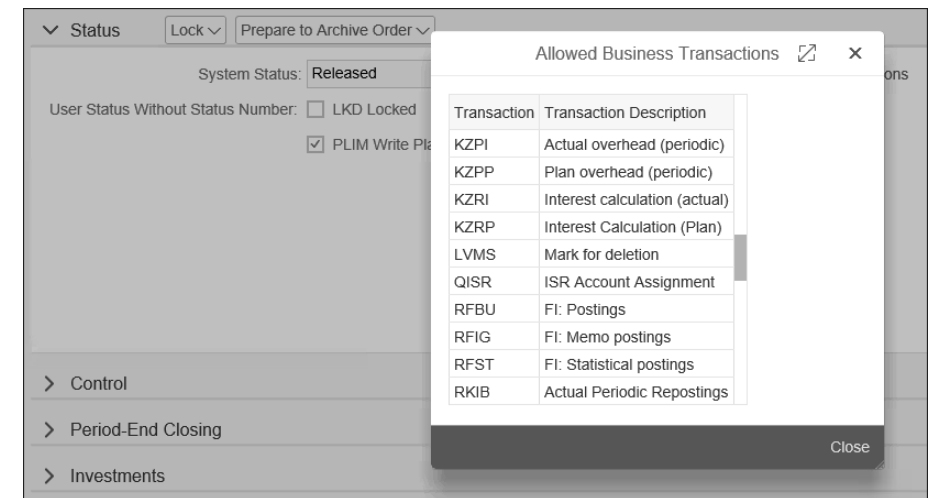 Status Lock Prepare to Archive Order
System Status: Released
ons
User Status Without Status Number: LKD Locked
PLIM Write Pla
Allowed Business Transactions
Transaction Transaction Description
KZPI Actual overhead (periodic)
KZPP Plan overhead (periodic)
KZRI Interest calculation (actual)
KZRP Interest Calculation (Plan)
LVMS Mark for deletion
QISR ISR Account Assignment
RFBU FI: Postings
RFIG FI: Memo postings
RFST FI: Statistical postings
RKIB Actual Periodic Repostings
Close
Control
Period-End Closing
Investments